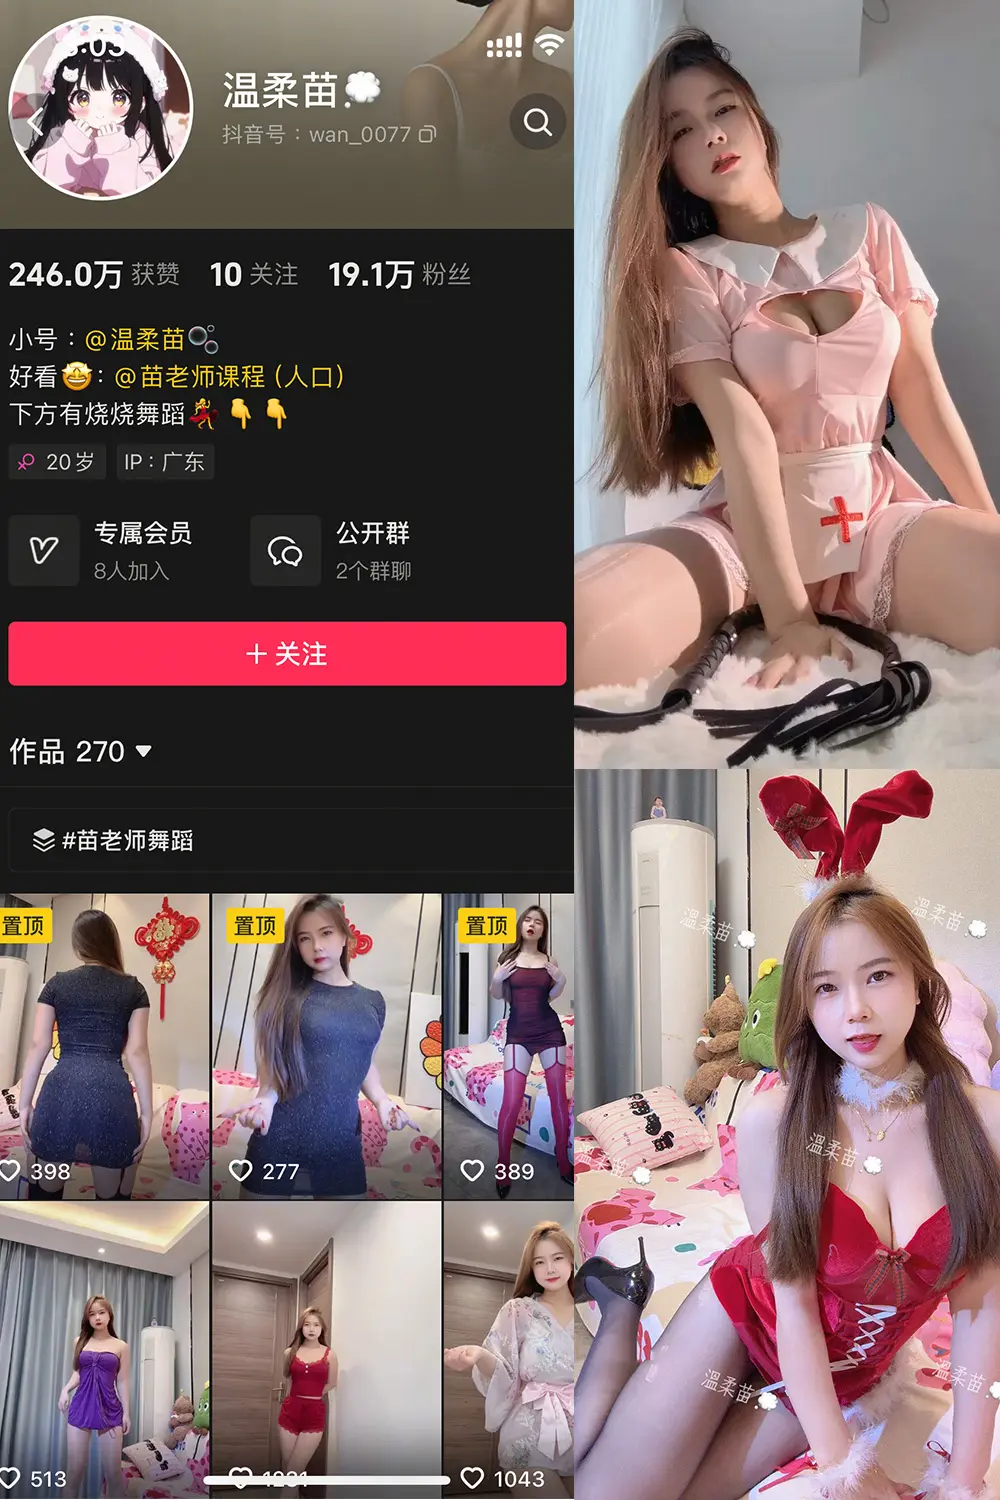 3:03
温柔苗
抖音号：wan_0077
246.0万 获赞 10 关注 19.1万 粉丝
小号：@温柔苗
好看🤩：@苗老师课程（人口）
下方有烧烧舞蹈💃👇👇
20岁 IP：广东
专属会员
8人加入
公开群
2个群聊
+ 关注
作品 270
#苗老师舞蹈
置顶 置顶 置顶
398 277 389
513 1043
温柔苗
温柔苗
温柔苗
温柔苗
温柔苗